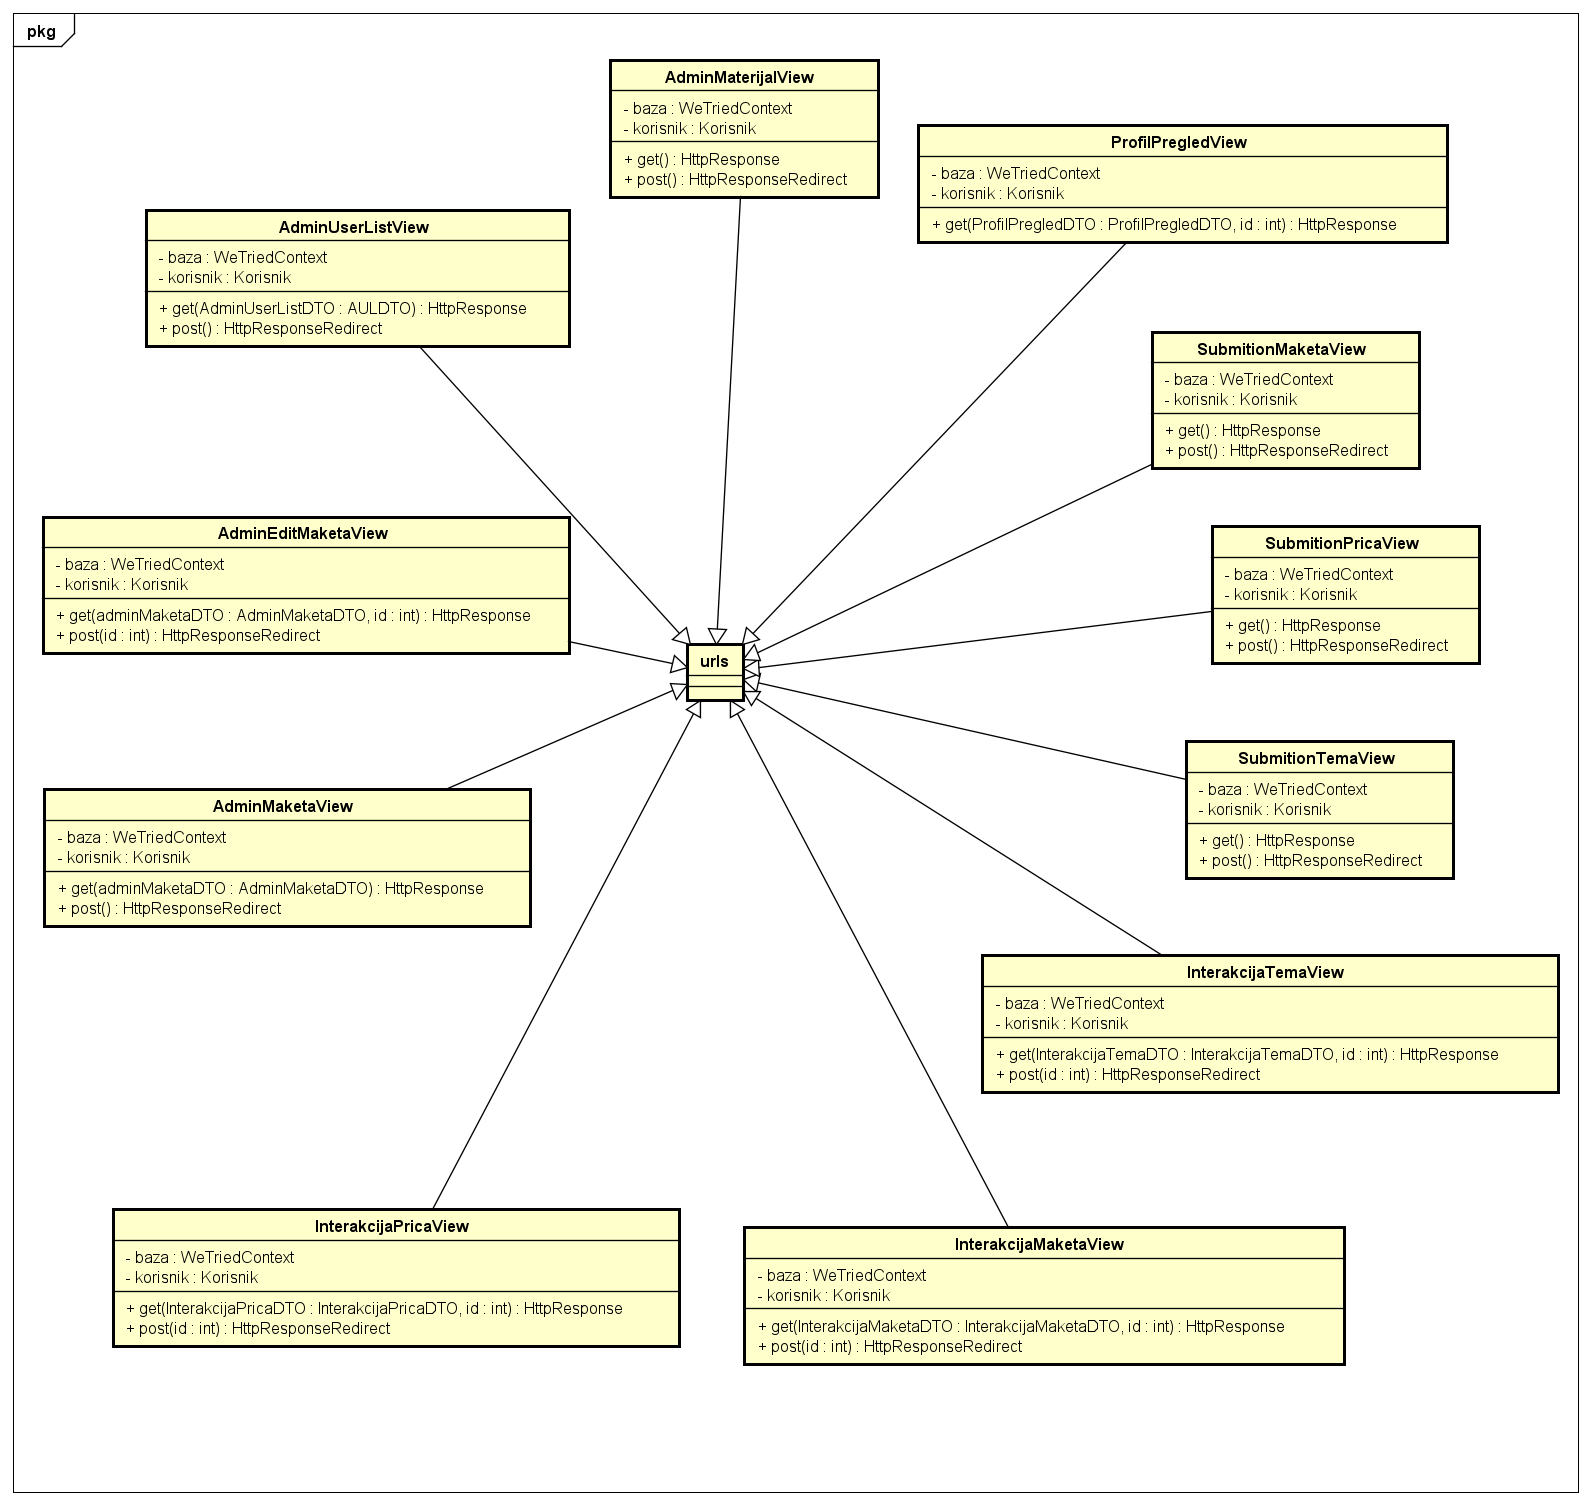 pkg
AdminMaterijalView
- baza : WeTriedContext
- korisnik : Korisnik
+ get() : HttpResponse
+ post() : HttpResponseRedirect
ProfilPregledView
- baza : WeTriedContext
- korisnik : Korisnik
+ get(ProfilPregledDTO : ProfilPregledDTO, id : int) : HttpResponse
AdminUserListView
- baza : WeTriedContext
- korisnik : Korisnik
+ get(AdminUserListDTO : AULDTO) : HttpResponse
+ post() : HttpResponseRedirect
SubmitionMaketaView
- baza : WeTriedContext
- korisnik : Korisnik
+ get() : HttpResponse
+ post() : HttpResponseRedirect
AdminEditMaketaView
- baza : WeTriedContext
- korisnik : Korisnik
+ get(adminMaketaDTO : AdminMaketaDTO, id : int) : HttpResponse
+ post(id : int) : HttpResponseRedirect
SubmitionPricaView
- baza : WeTriedContext
- korisnik : Korisnik
+ get() : HttpResponse
+ post() : HttpResponseRedirect
urls
SubmitionTemaView
- baza : WeTriedContext
- korisnik : Korisnik
+ get() : HttpResponse
+ post() : HttpResponseRedirect
AdminMaketaView
- baza : WeTriedContext
- korisnik : Korisnik
+ get(adminMaketaDTO : AdminMaketaDTO) : HttpResponse
+ post() : HttpResponseRedirect
InterakcijaTemaView
- baza : WeTriedContext
- korisnik : Korisnik
+ get(InterakcijaTemaDTO : InterakcijaTemaDTO, id : int) : HttpResponse
+ post(id : int) : HttpResponseRedirect
InterakcijaPricaView
- baza : WeTriedContext
- korisnik : Korisnik
+ get(InterakcijaPricaDTO : InterakcijaPricaDTO, id : int) : HttpResponse
+ post(id : int) : HttpResponseRedirect
InterakcijaMaketaView
- baza : WeTriedContext
- korisnik : Korisnik
+ get(InterakcijaMaketaDTO : InterakcijaMaketaDTO, id : int) : HttpResponse
+ post(id : int) : HttpResponseRedirect